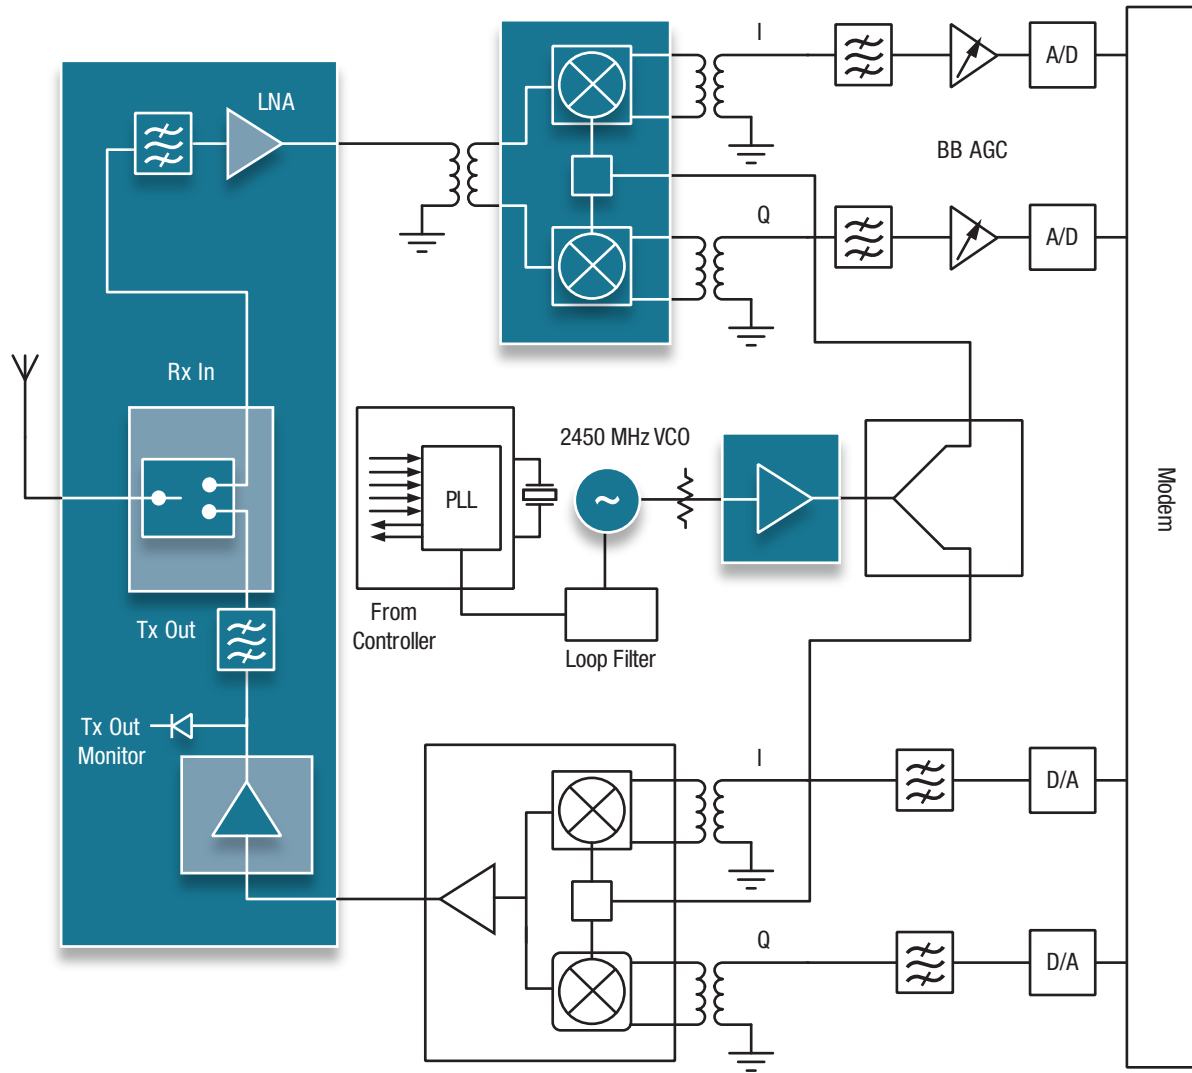 I
A/D
LNA
BB AGC
Q
A/D
Rx In
2450 MHz VCO
PLL
~
Modem
From
Controller
Tx Out
Loop Filter
Tx Out
Monitor
I
D/A
Q
D/A